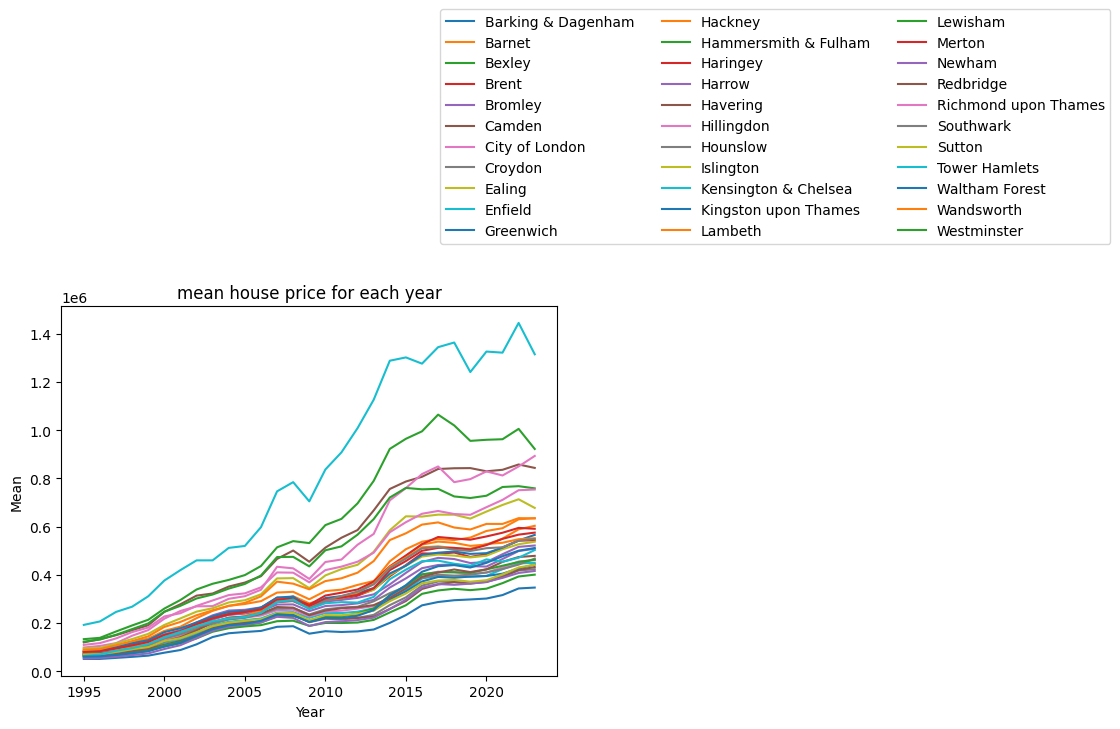 Barking & Dagenham
Barnet
Bexley
Brent
Bromley
Camden
City of London
Croydon
Ealing
Enfield
Greenwich
Hackney
Hammersmith & Fulham
Haringey
Harrow
Havering
Hillingdon
Hounslow
Islington
Kensington & Chelsea
Kingston upon Thames
Lambeth
Lewisham
Merton
Newham
Redbridge
Richmond upon Thames
Southwark
Sutton
Tower Hamlets
Waltham Forest
Wandsworth
Westminster
mean house price for each year
1e6
1.4
1.2
1.0
0.8
0.6
0.4
0.2
0.0
Mean
1995 2000 2005 2010 2015 2020
Year